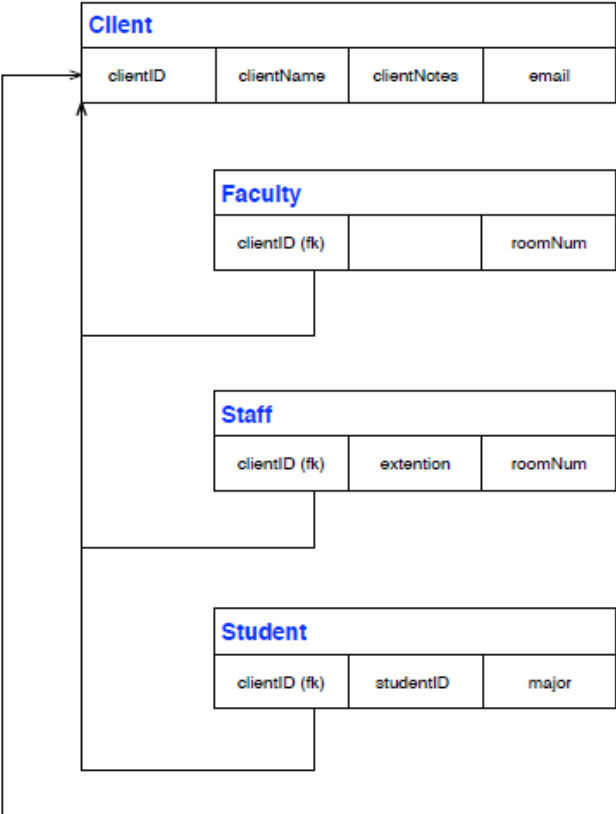 Client
clientID clientName clientNotes email
Faculty
clientID (fk) roomNum
Staff
clientID (fk) extention roomNum
Student
clientID (fk) studentID major